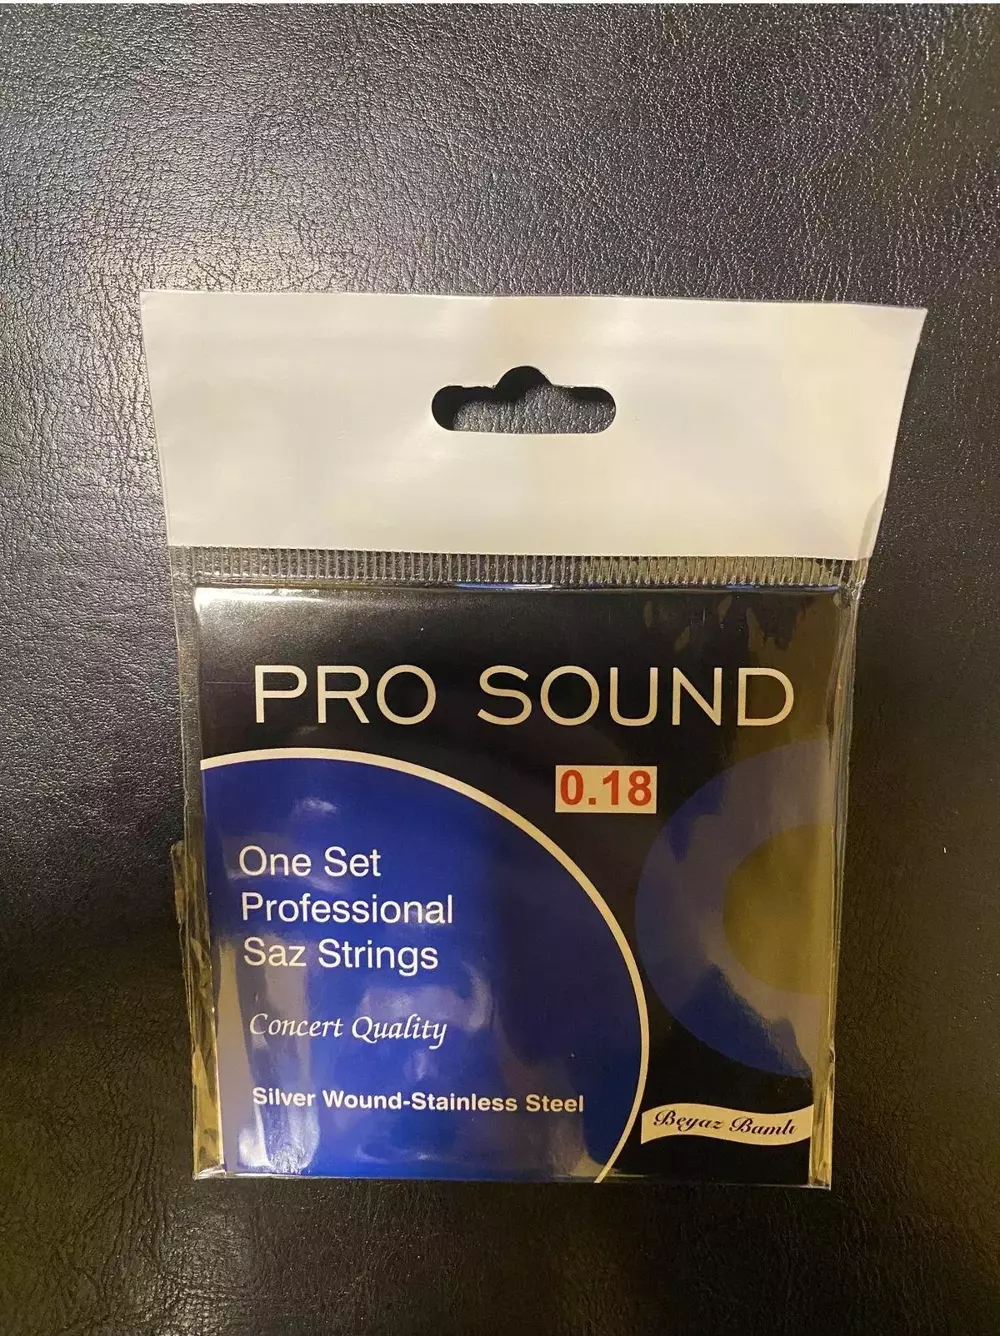 PRO SOUND
0.18
One Set
Professional
Saz Strings
Concert Quality
Silver Wound-Stainless Steel
Beyaz Bamlı